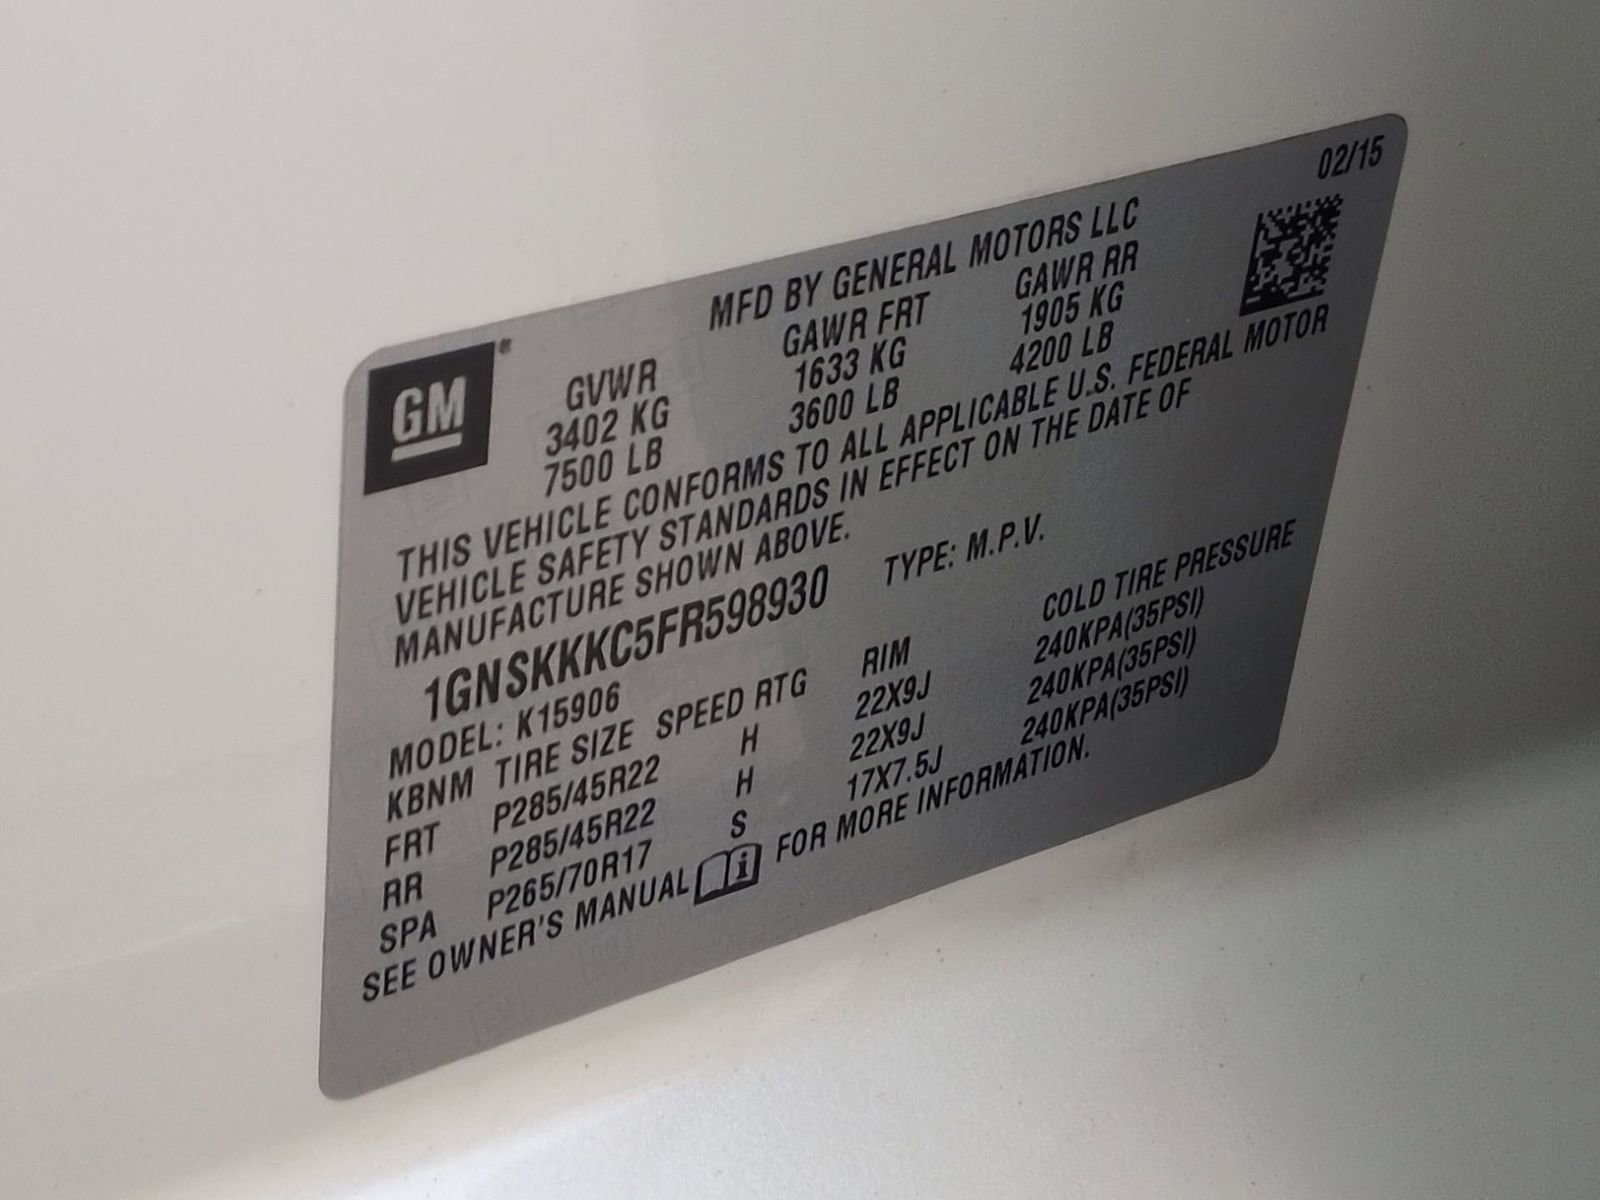 02/15
MFD BY GENERAL MOTORS LLC
GM
GVWR GAWR FRT GAWR RR
3402 KG 1633 KG 1905 KG
7500 LB 3600 LB 4200 LB
THIS VEHICLE CONFORMS TO ALL APPLICABLE U.S. FEDERAL MOTOR
VEHICLE SAFETY STANDARDS IN EFFECT ON THE DATE OF
MANUFACTURE SHOWN ABOVE.
1GNSKKKC5FR598930 TYPE: M.P.V.
MODEL: K15906
KBNM TIRE SIZE SPEED RTG RIM COLD TIRE PRESSURE
FRT P285/45R22 H 22X9J 240KPA(35PSI)
RR P285/45R22 H 22X9J 240KPA(35PSI)
SPA P265/70R17 S 17X7.5J 240KPA(35PSI)
SEE OWNER'S MANUAL i FOR MORE INFORMATION.